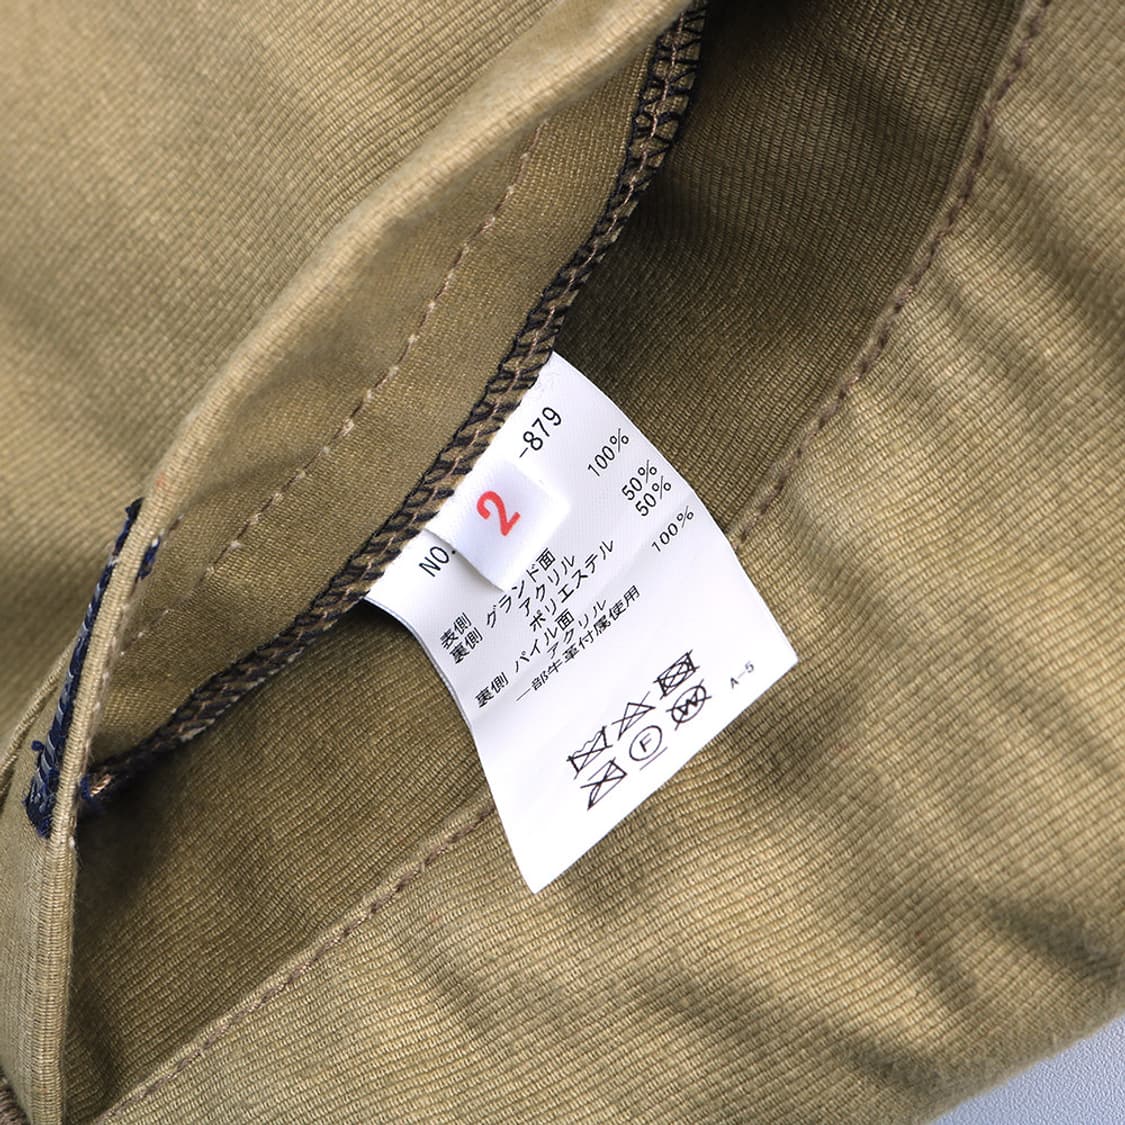 NO.
-879
2
表側
100%
裏側 グランド面
アクリル 50%
ポリエステル 50%
裏側 パイル面
アクリル 100%
一部牛革付属使用
F
W
A-5